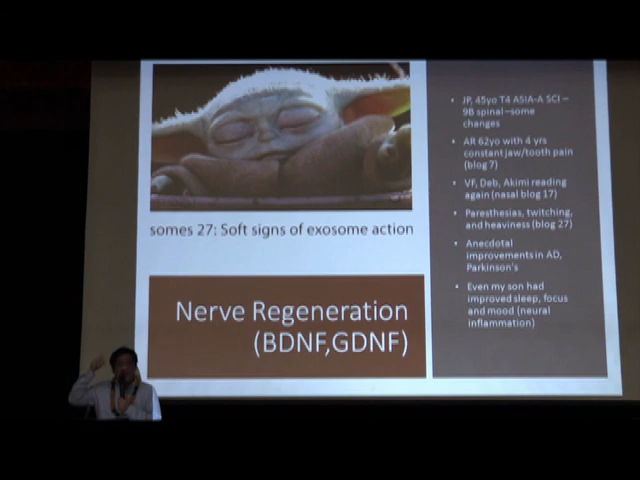 somes 27: Soft signs of exosome action
Nerve Regeneration
(BDNF,GDNF)
• JP, 45yo T4 ASIA-A SCI –
9B spinal–some
changes
• AR 62yo with 4 yrs
constant jaw/tooth pain
(blog 7)
• VF, Deb, Akimi reading
again (nasal blog 17)
• Paresthesias, twitching,
and heaviness (blog 27)
• Anecdotal
improvements in AD,
Parkinson's
• Even my son had
improved sleep, focus
and mood (neural
inflammation)